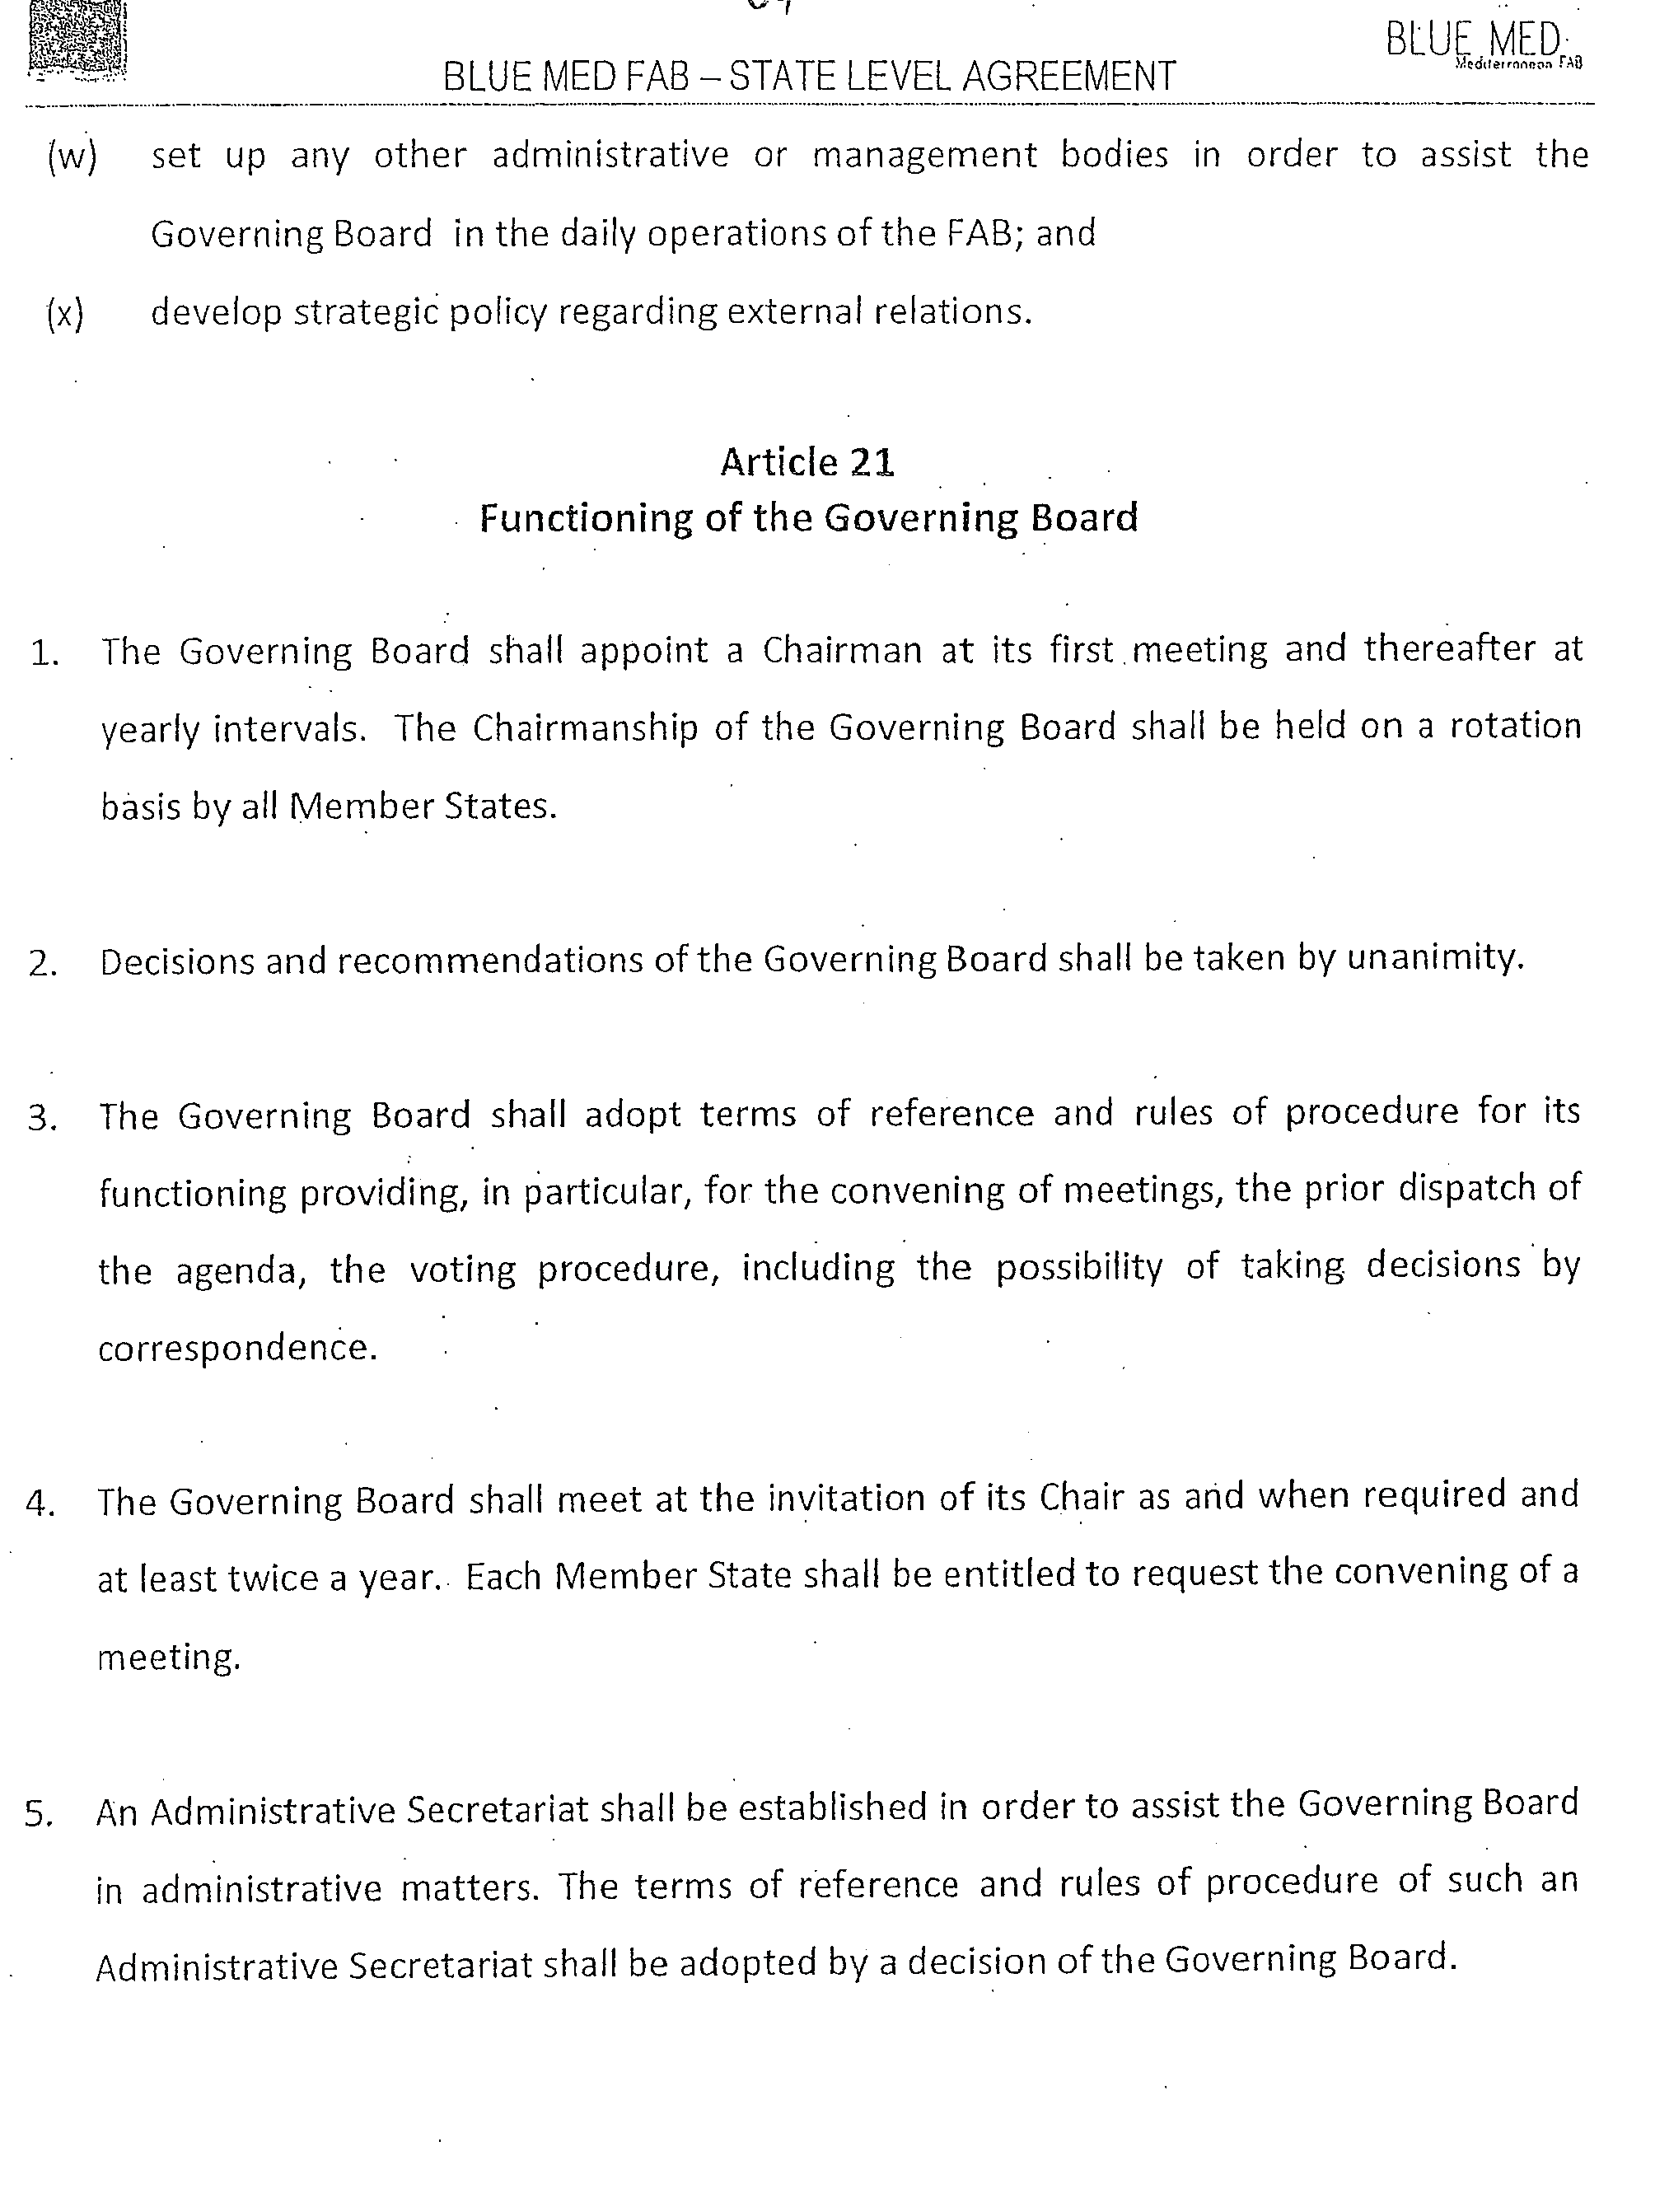 BLUE MED
Mediterranean FAB
BLUE MED FAB – STATE LEVEL AGREEMENT
(w) set up any other administrative or management bodies in order to assist the
Governing Board in the daily operations of the FAB; and
(x) develop strategic policy regarding external relations.
Article 21
Functioning of the Governing Board
1. The Governing Board shall appoint a Chairman at its first meeting and thereafter at
yearly intervals. The Chairmanship of the Governing Board shall be held on a rotation
basis by all Member States.
2. Decisions and recommendations of the Governing Board shall be taken by unanimity.
3. The Governing Board shall adopt terms of reference and rules of procedure for its
functioning providing, in particular, for the convening of meetings, the prior dispatch of
the agenda, the voting procedure, including the possibility of taking decisions by
correspondence.
4. The Governing Board shall meet at the invitation of its Chair as and when required and
at least twice a year. Each Member State shall be entitled to request the convening of a
meeting.
5. An Administrative Secretariat shall be established in order to assist the Governing Board
in administrative matters. The terms of reference and rules of procedure of such an
Administrative Secretariat shall be adopted by a decision of the Governing Board.